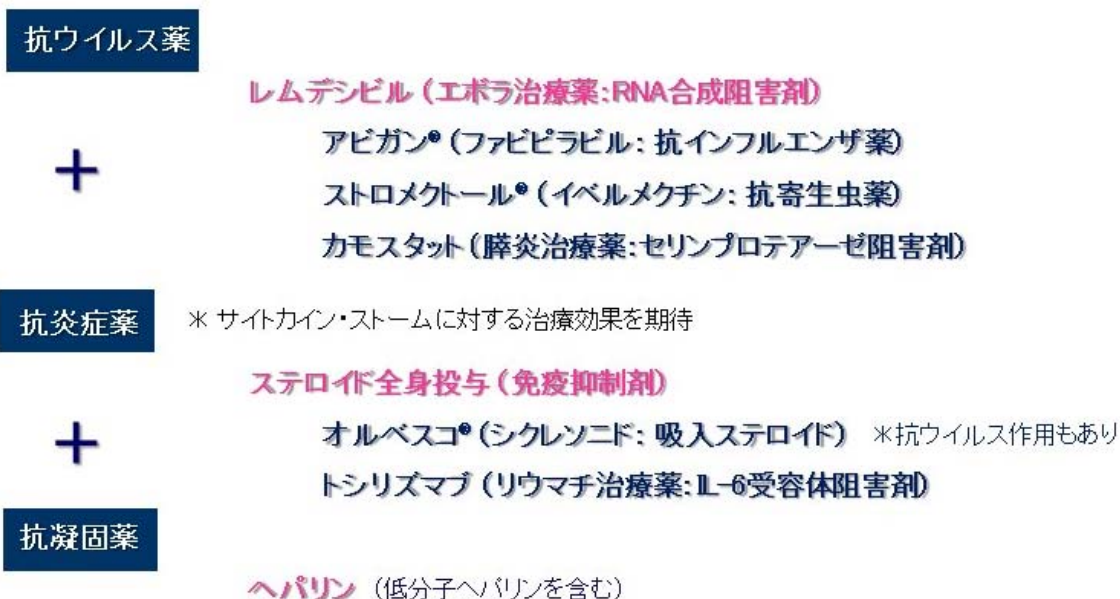 抗ウイルス薬
レムデシビル（エボラ治療薬:RNA合成阻害剤）
＋
アビガン®（ファビピラビル: 抗インフルエンザ薬）
ストロメクトール®（イベルメクチン: 抗寄生虫薬）
カモスタット（膵炎治療薬:セリンプロテアーゼ阻害剤）
抗炎症薬 ※ サイトカイン・ストームに対する治療効果を期待
ステロイド全身投与（免疫抑制剤）
＋
オルベスコ®（シクレソニド: 吸入ステロイド） ※抗ウイルス作用もあり
トシリズマブ（リウマチ治療薬:IL-6受容体阻害剤）
抗凝固薬
ヘパリン（低分子ヘパリンを含む）